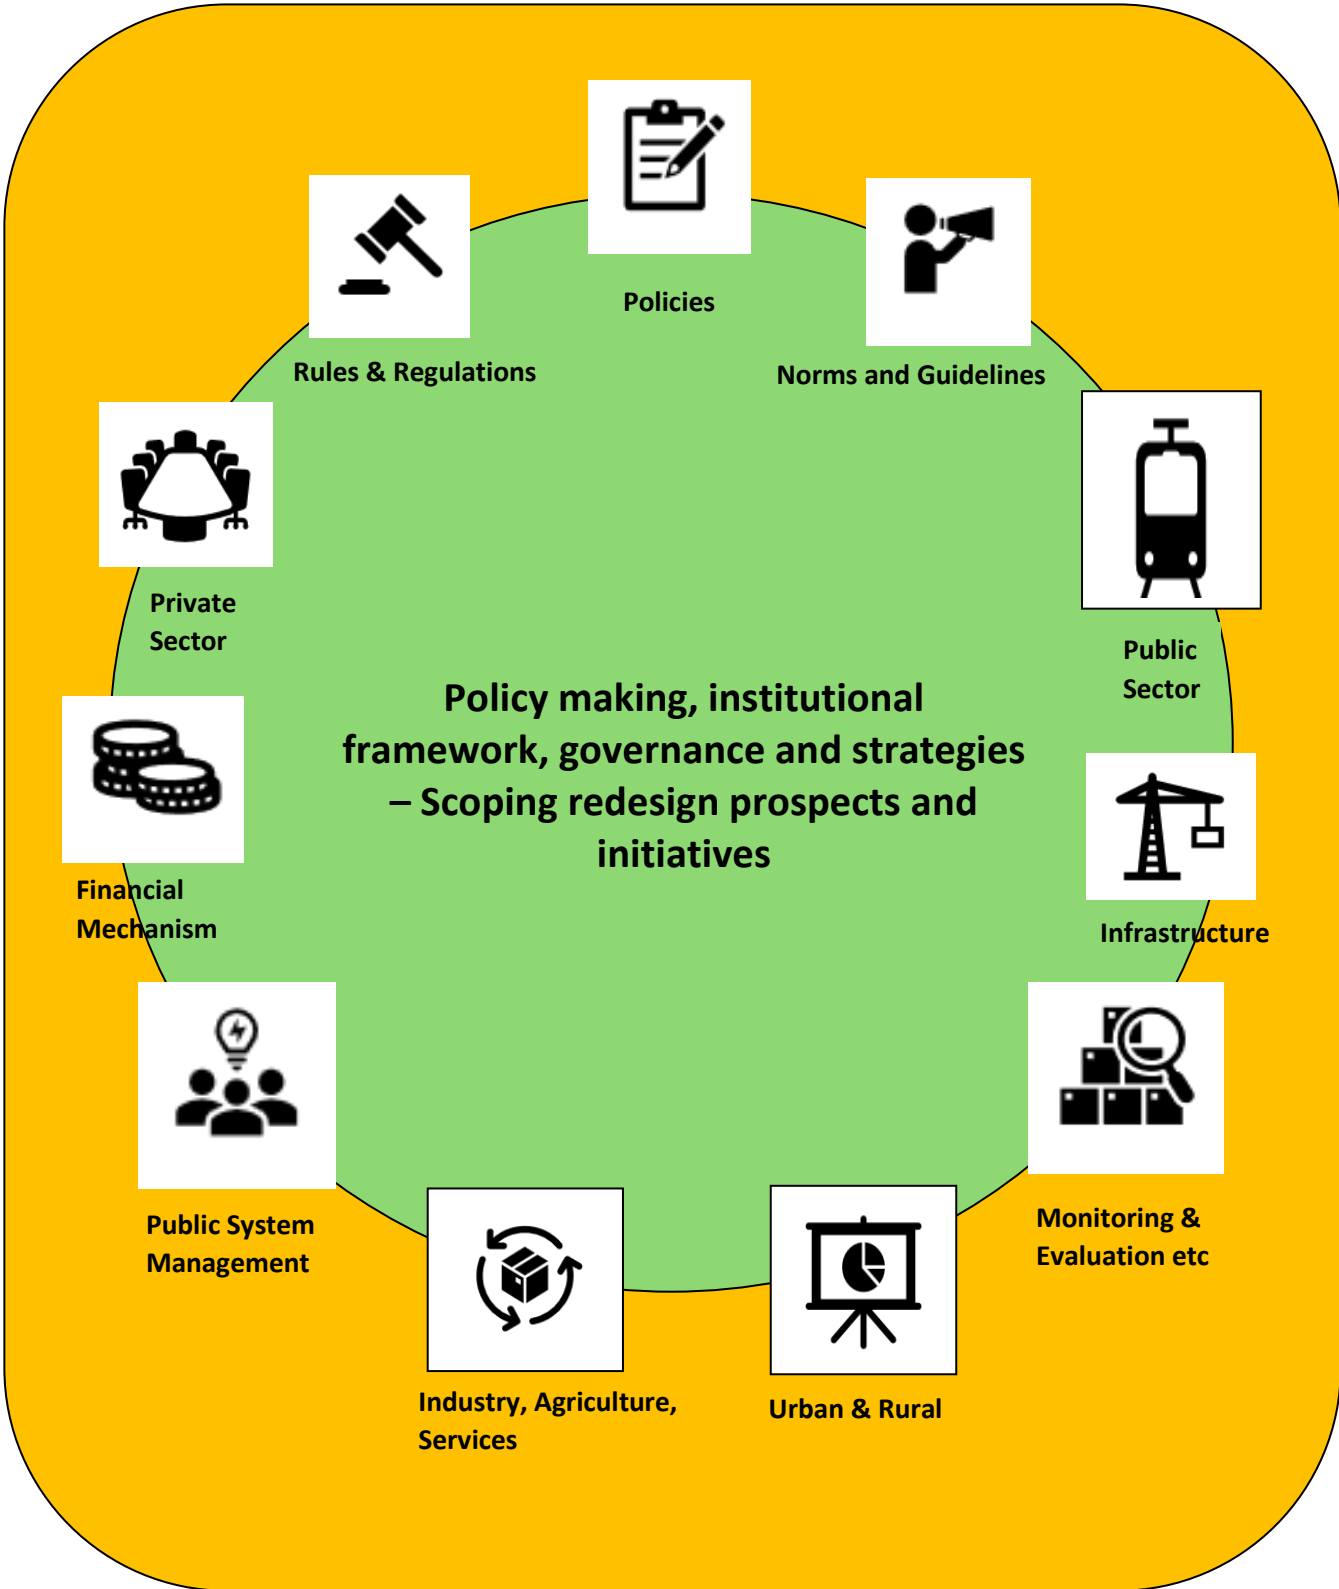 Policies
Rules & Regulations
Norms and Guidelines
Private
Sector
Public
Sector
Policy making, institutional
framework, governance and strategies
– Scoping redesign prospects and
initiatives
Financial
Mechanism
Infrastructure
Public System
Management
Monitoring &
Evaluation etc
Industry, Agriculture,
Services
Urban & Rural